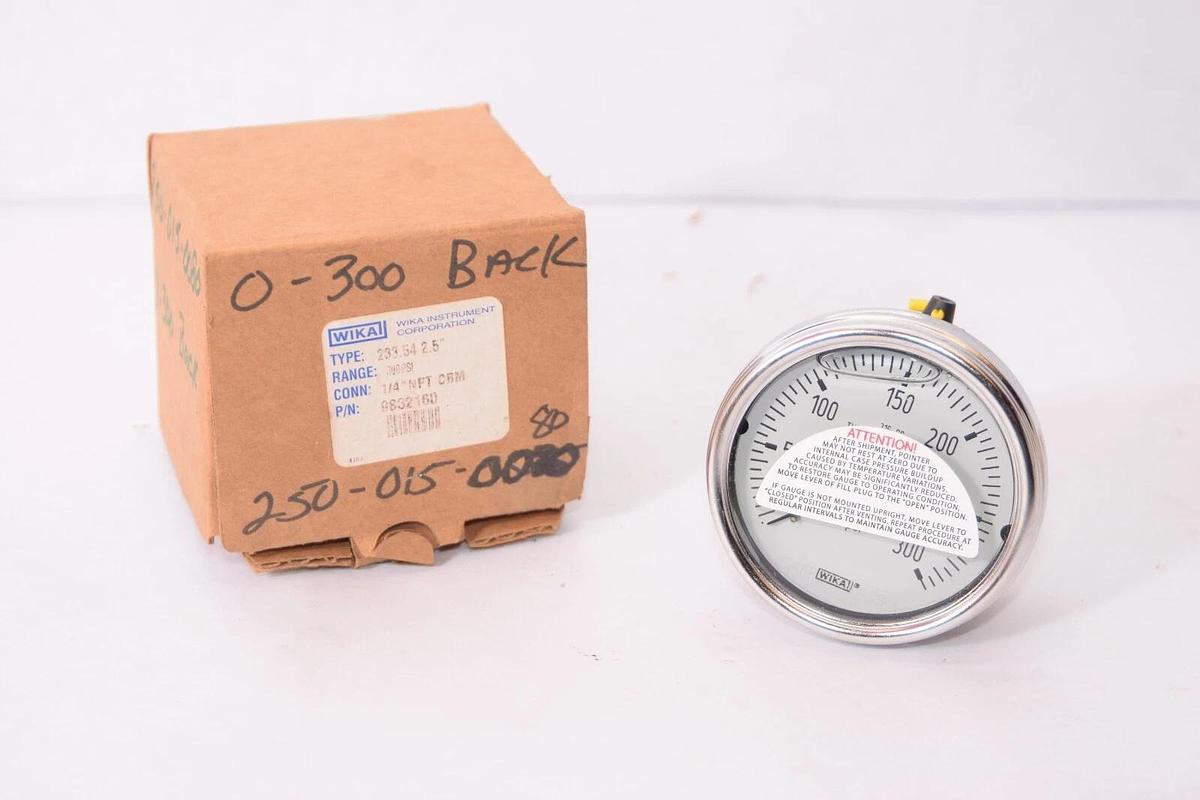 0-300 BACK
WIKA WIKA INSTRUMENT
CORPORATION
TYPE: 233.54 2.5"
RANGE: 300PSI
CONN: 1/4" NPT CBM
P/N: 9832160
80
250-015-
250-015-0080
300 Back
100
150
200
300
ATTENTION!
AFTER SHIPMENT, POINTER
MAY NOT REST AT ZERO DUE TO
INTERNAL CASE PRESSURE BUILDUP
CAUSED BY TEMPERATURE VARIATIONS.
ACCURACY MAY BE SIGNIFICANTLY REDUCED.
TO RESTORE GAUGE TO OPERATING CONDITION,
MOVE LEVER OF FILL PLUG TO THE "OPEN" POSITION.
IF GAUGE IS NOT MOUNTED UPRIGHT, MOVE LEVER TO
"CLOSED" POSITION AFTER VENTING. REPEAT PROCEDURE AT
REGULAR INTERVALS TO MAINTAIN GAUGE ACCURACY.
WIKA®